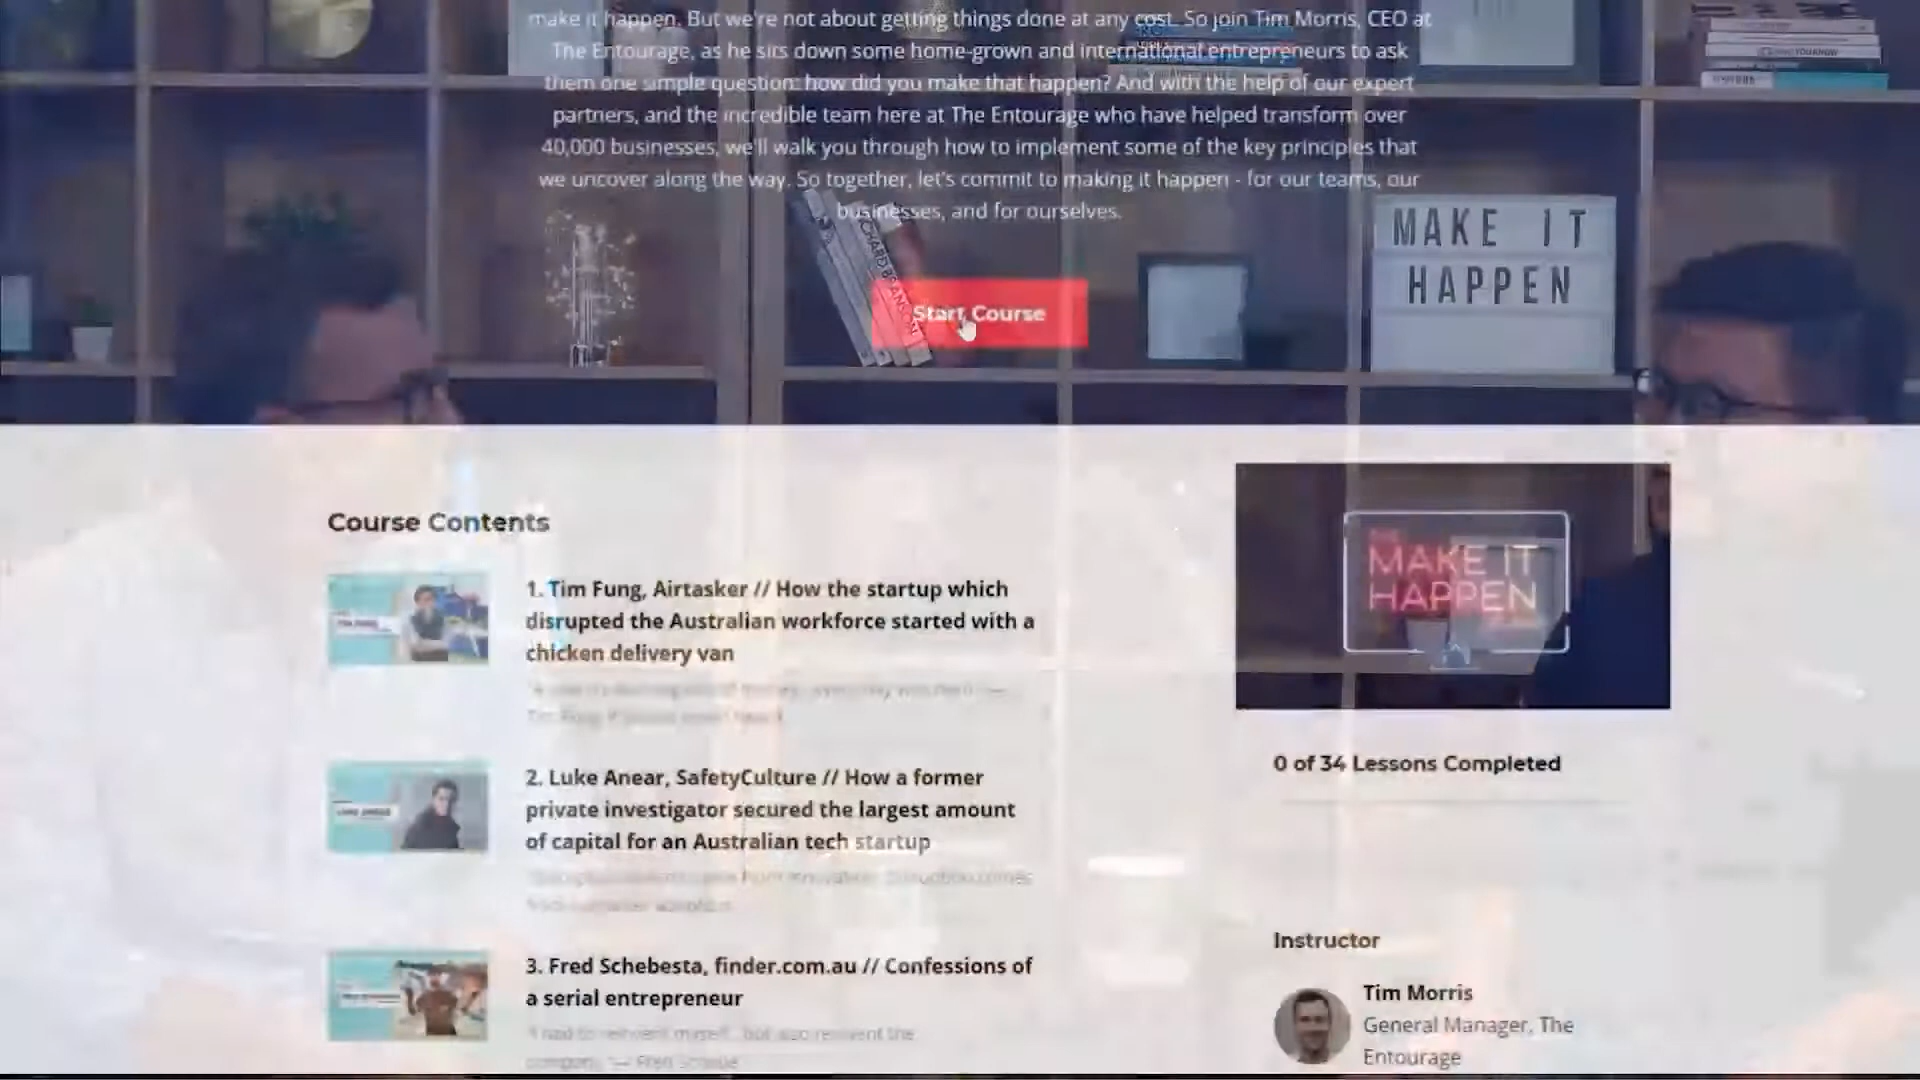 make it happen. But we're not about getting things done at any cost. So join Tim Morris, CEO at
The Entourage, as he sits down some home-grown and international entrepreneurs to ask
them one simple question: how did you make that happen? And with the help of our expert
partners, and the incredible team here at The Entourage who have helped transform over
40,000 businesses, we'll walk you through how to implement some of the key principles that
we uncover along the way. So together, let's commit to making it happen - for our teams, our
businesses, and for ourselves.
MAKE IT
HAPPEN
Start Course
Course Contents
MAKE IT
HAPPEN
1. Tim Fung, Airtasker // How the startup which
disrupted the Australian workforce started with a
chicken delivery van
0 of 34 Lessons Completed
2. Luke Anear, SafetyCulture // How a former
private investigator secured the largest amount
of capital for an Australian tech startup
Instructor
3. Fred Schebesta, finder.com.au // Confessions of
a serial entrepreneur
Tim Morris
General Manager, The
Entourage